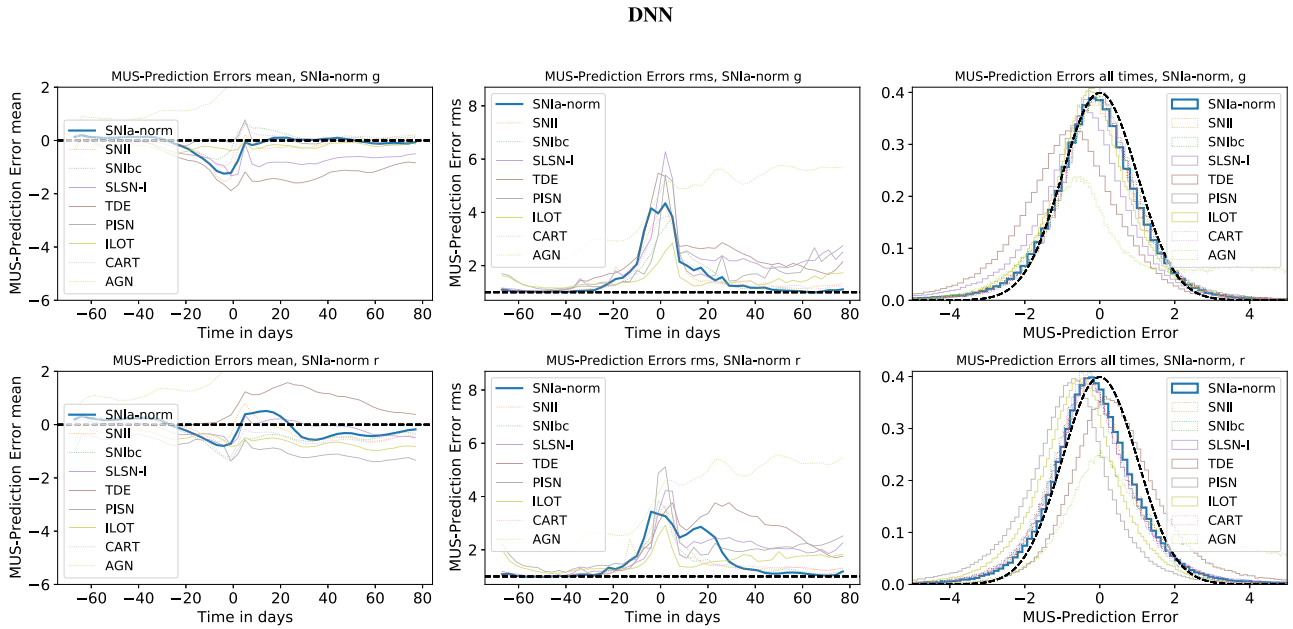 DNN
MUS-Prediction Errors mean, SNIa-norm g
MUS-Prediction Error mean
2
0
−2
−4
−6
SNIa-norm
SNII
SNIbc
SLSN-I
TDE
PISN
ILOT
CART
AGN
−60 −40 −20 0 20 40 60 80
Time in days
MUS-Prediction Errors rms, SNIa-norm g
MUS-Prediction Error rms
8
6
4
2
SNIa-norm
SNII
SNIbc
SLSN-I
TDE
PISN
ILOT
CART
AGN
−60 −40 −20 0 20 40 60 80
Time in days
MUS-Prediction Errors all times, SNIa-norm, g
0.4
0.3
0.2
0.1
0.0
SNIa-norm
SNII
SNIbc
SLSN-I
TDE
PISN
ILOT
CART
AGN
−4 −2 0 2 4
MUS-Prediction Error
MUS-Prediction Errors mean, SNIa-norm r
MUS-Prediction Error mean
2
0
−2
−4
−6
SNIa-norm
SNII
SNIbc
SLSN-I
TDE
PISN
ILOT
CART
AGN
−60 −40 −20 0 20 40 60 80
Time in days
MUS-Prediction Errors rms, SNIa-norm r
MUS-Prediction Error rms
8
6
4
2
SNIa-norm
SNII
SNIbc
SLSN-I
TDE
PISN
ILOT
CART
AGN
−60 −40 −20 0 20 40 60 80
Time in days
MUS-Prediction Errors all times, SNIa-norm, r
0.4
0.3
0.2
0.1
0.0
SNIa-norm
SNII
SNIbc
SLSN-I
TDE
PISN
ILOT
CART
AGN
−4 −2 0 2 4
MUS-Prediction Error